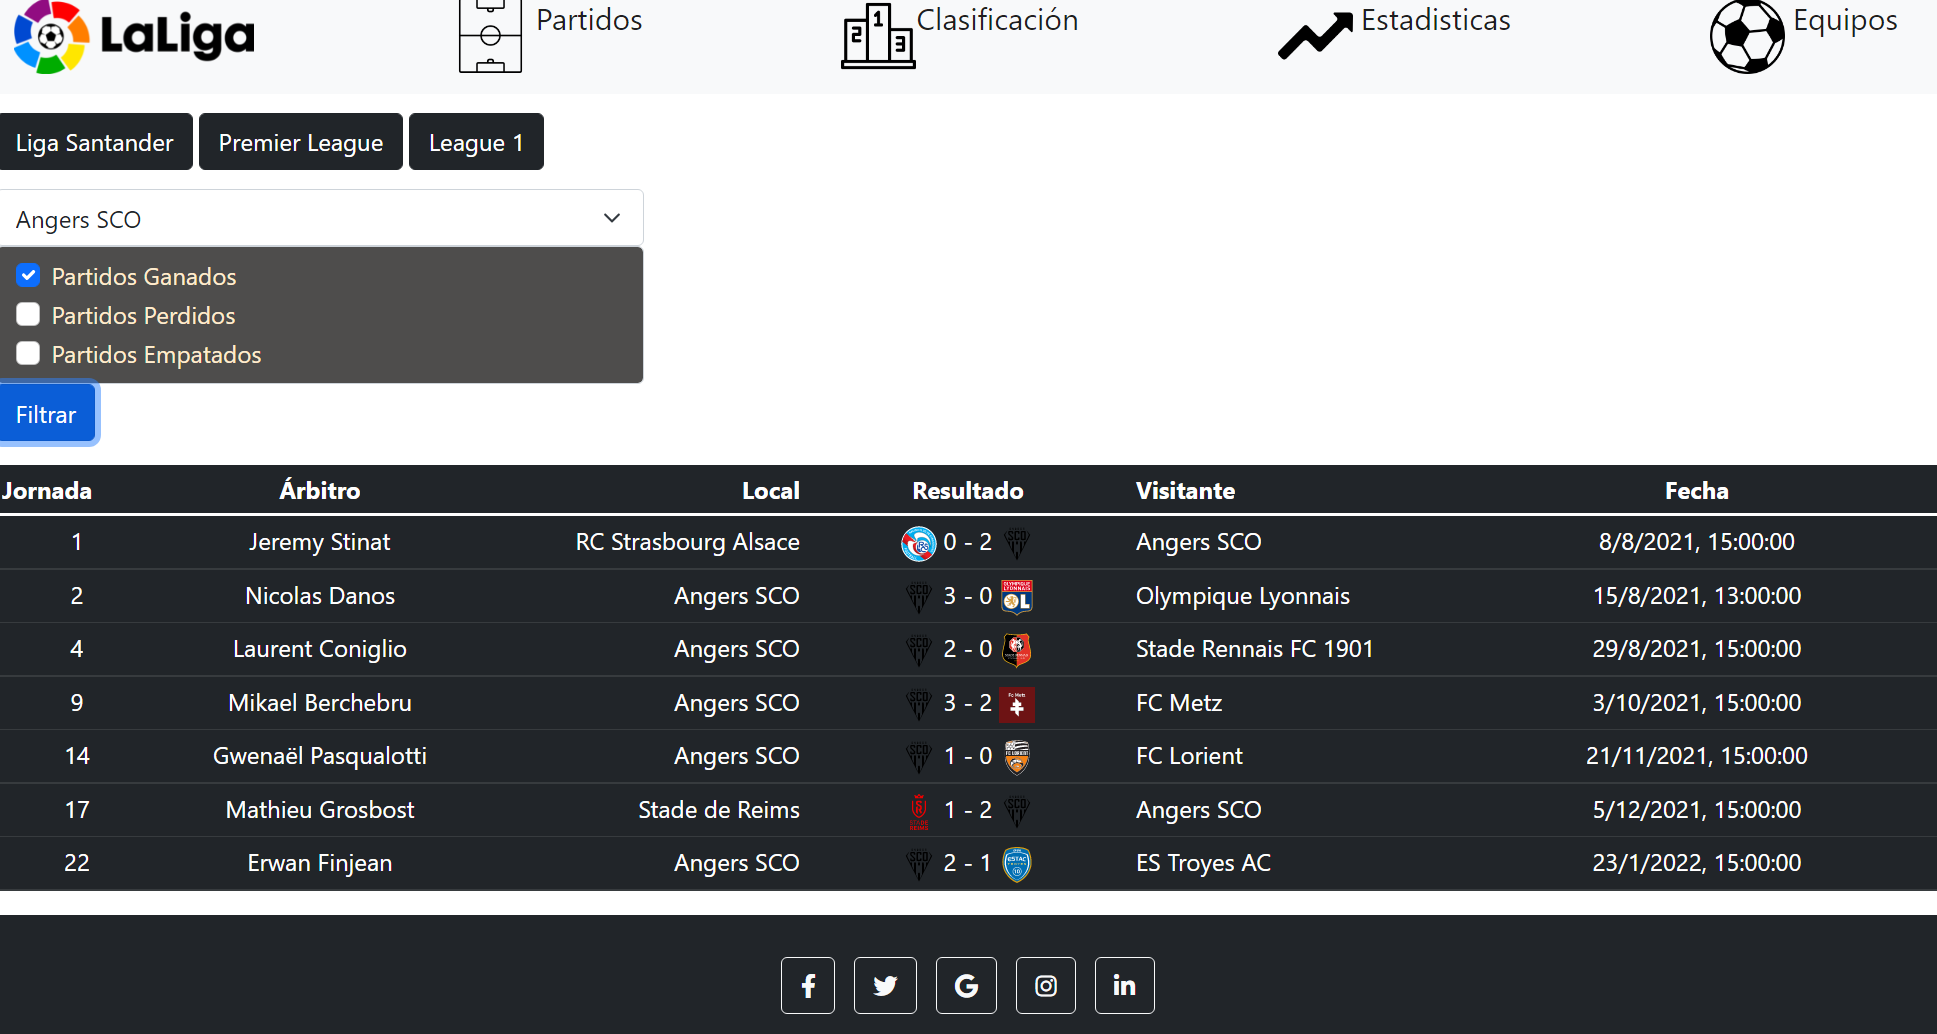 LaLiga Partidos Clasificación Estadisticas Equipos
Liga Santander Premier League League 1
Angers SCO
Partidos Ganados
Partidos Perdidos
Partidos Empatados
Filtrar
Jornada Árbitro Local Resultado Visitante Fecha
1 Jeremy Stinat RC Strasbourg Alsace 0 - 2 Angers SCO 8/8/2021, 15:00:00
2 Nicolas Danos Angers SCO 3 - 0 Olympique Lyonnais 15/8/2021, 13:00:00
4 Laurent Coniglio Angers SCO 2 - 0 Stade Rennais FC 1901 29/8/2021, 15:00:00
9 Mikael Berchebru Angers SCO 3 - 2 FC Metz 3/10/2021, 15:00:00
14 Gwenaël Pasqualotti Angers SCO 1 - 0 FC Lorient 21/11/2021, 15:00:00
17 Mathieu Grosbost Stade de Reims 1 - 2 Angers SCO 5/12/2021, 15:00:00
22 Erwan Finjean Angers SCO 2 - 1 ES Troyes AC 23/1/2022, 15:00:00